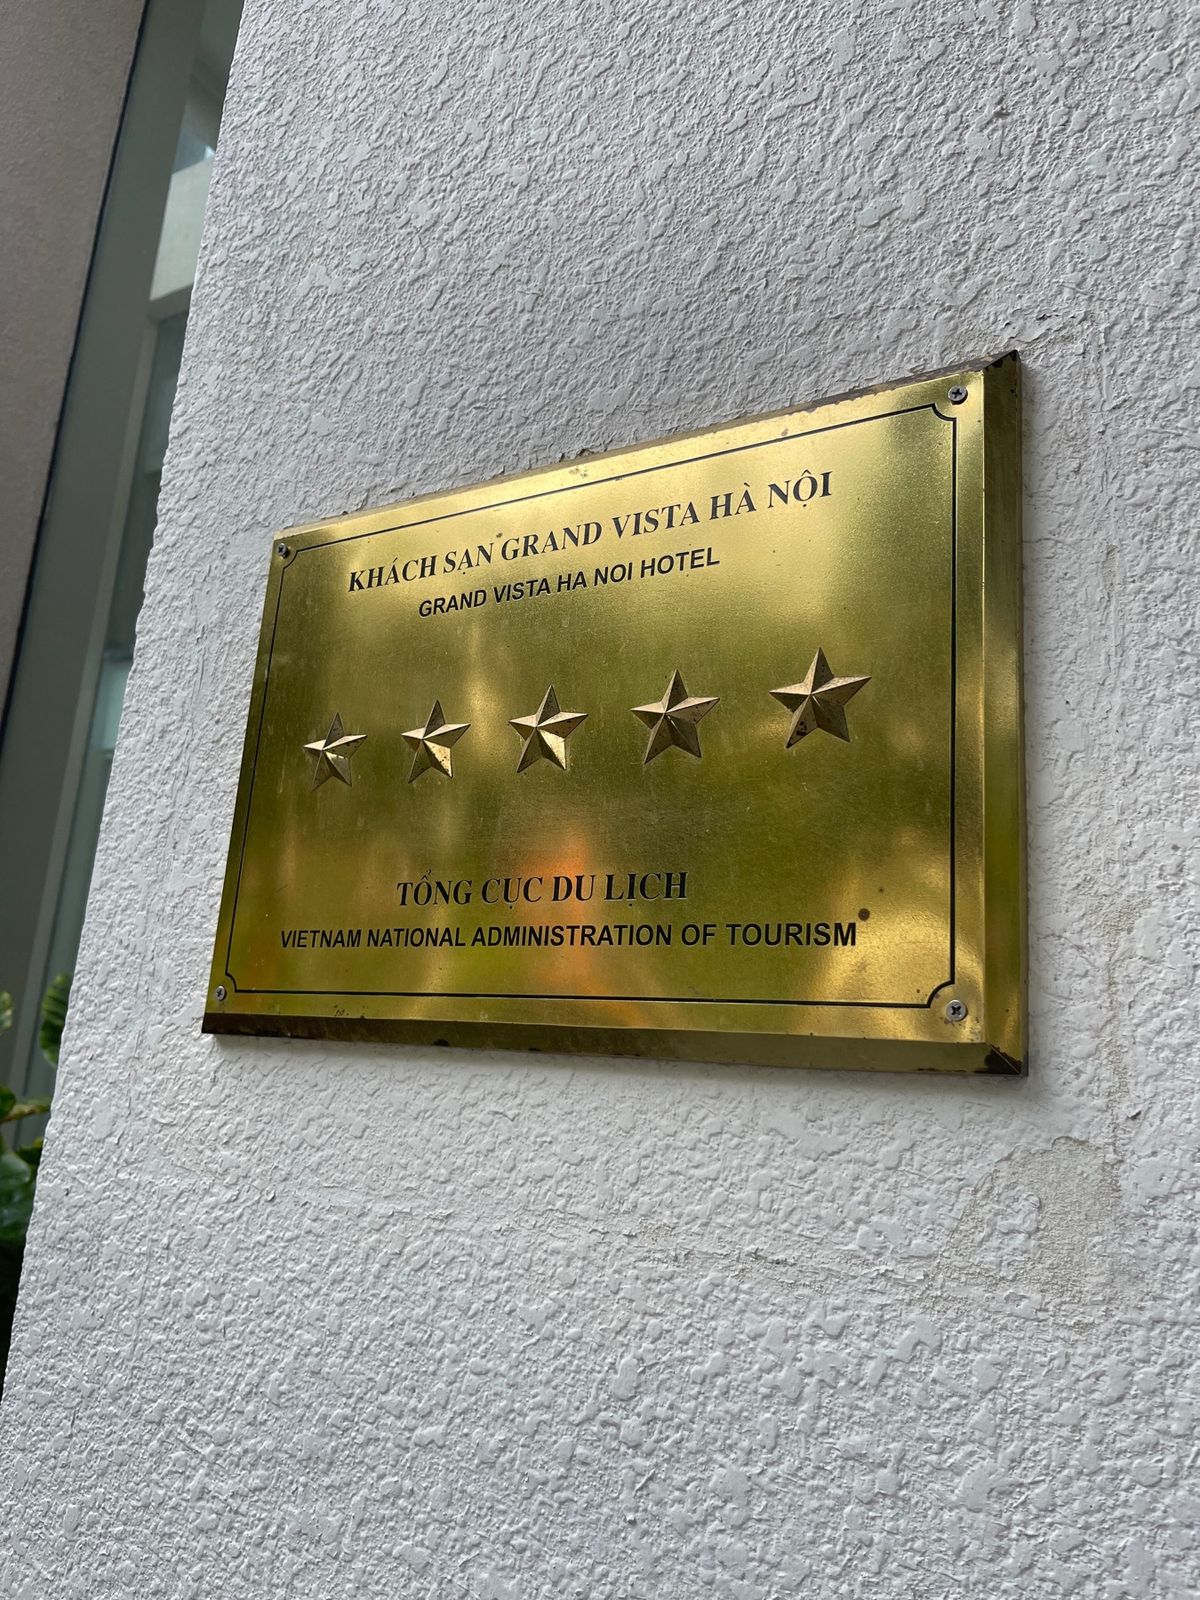 KHÁCH SẠN GRAND VISTA HÀ NỘI
GRAND VISTA HA NOI HOTEL
TỔNG CỤC DU LỊCH
VIETNAM NATIONAL ADMINISTRATION OF TOURISM